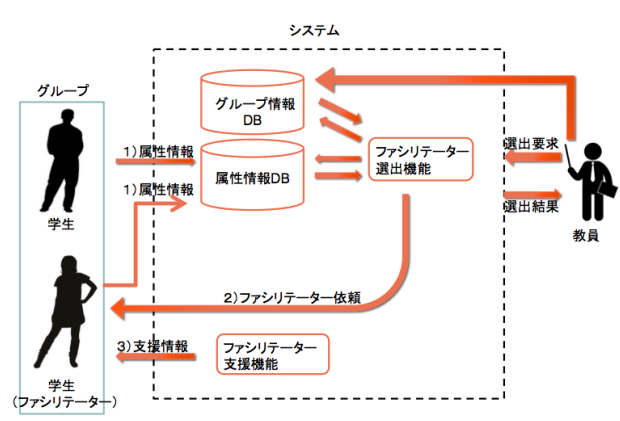 システム
グループ
グループ情報
DB
1)属性情報
ファシリテーター
選出機能
選出要求
属性情報DB
1)属性情報
選出結果
学生
教員
2)ファシリテーター依頼
3)支援情報
ファシリテーター
支援機能
学生
(ファシリテーター)